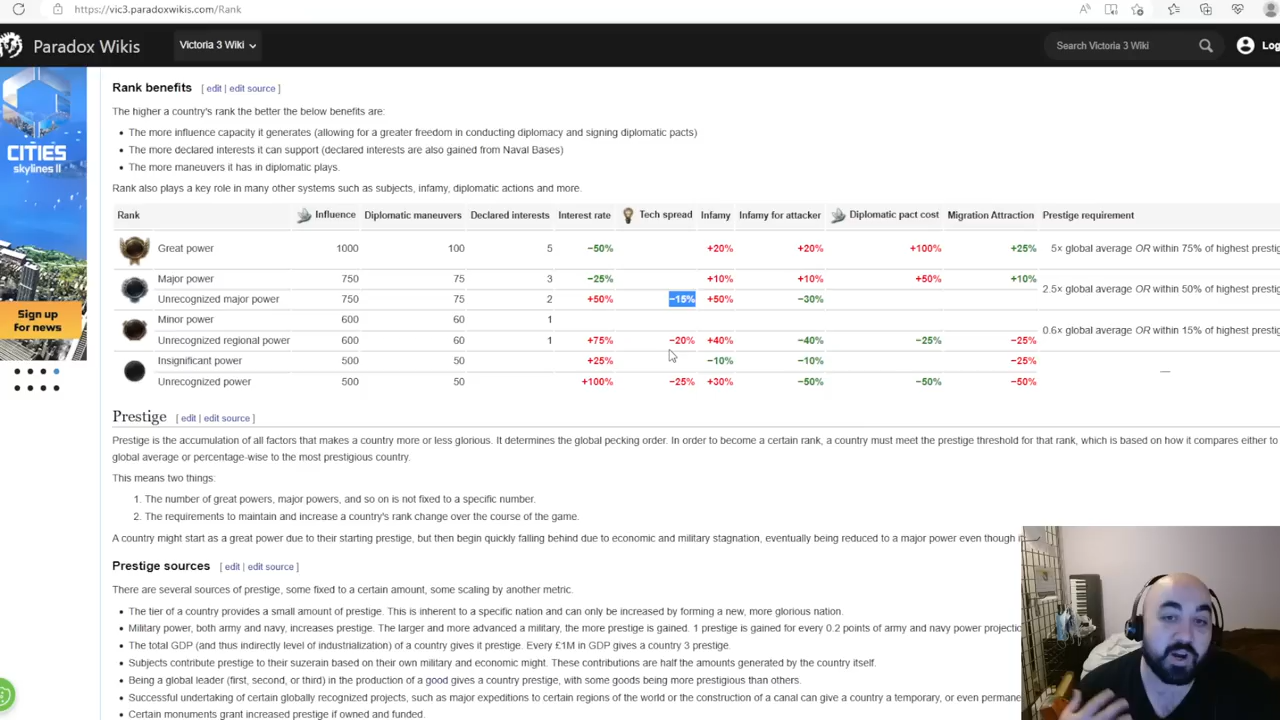 https://vic3.paradoxwikis.com/Rank
Paradox Wikis
Victoria 3 Wiki
Search Victoria 3 Wiki
Log
CITIES
skylines II
Sign up
for news
Rank benefits [ edit | edit source ]
The higher a country's rank the better the below benefits are:
• The more influence capacity it generates (allowing for a greater freedom in conducting diplomacy and signing diplomatic pacts)
• The more declared interests it can support (declared interests are also gained from Naval Bases)
• The more maneuvers it has in diplomatic plays.
Rank also plays a key role in many other systems such as subjects, infamy, diplomatic actions and more.
Rank Influence Diplomatic maneuvers Declared interests Interest rate Tech spread Infamy Infamy for attacker Diplomatic pact cost Migration Attraction Prestige requirement
Great power 1000 100 5 −50% +20% +20% +100% +25% 5× global average OR within 75% of highest prestig
Major power 750 75 3 −25% +10% +10% +50% +10%
2.5× global average OR within 50% of highest prestig
Unrecognized major power 750 75 2 +50% −15% +50% −30%
Minor power 600 60 1
0.6× global average OR within 15% of highest prestig
Unrecognized regional power 600 60 1 +75% −20% +40% −40% −25% −25%
Insignificant power 500 50 +25% −10% −10% −25%
—
Unrecognized power 500 50 +100% −25% +30% −50% −50% −50%
Prestige [ edit | edit source ]
Prestige is the accumulation of all factors that makes a country more or less glorious. It determines the global pecking order. In order to become a certain rank, a country must meet the prestige threshold for that rank, which is based on how it compares either to
global average or percentage-wise to the most prestigious country.
This means two things:
1. The number of great powers, major powers, and so on is not fixed to a specific number.
2. The requirements to maintain and increase a country's rank change over the course of the game.
A country might start as a great power due to their starting prestige, but then begin quickly falling behind due to economic and military stagnation, eventually being reduced to a major power even though
Prestige sources [ edit | edit source ]
There are several sources of prestige, some fixed to a certain amount, some scaling by another metric.
• The tier of a country provides a small amount of prestige. This is inherent to a specific nation and can only be increased by forming a new, more glorious nation.
• Military power, both army and navy, increases prestige. The larger and more advanced a military, the more prestige is gained. 1 prestige is gained for every 0.2 points of army and navy power projectio
• The total GDP (and thus indirectly level of industrialization) of a country gives it prestige. Every £1M in GDP gives a country 3 prestige.
• Subjects contribute prestige to their suzerain based on their own military and economic might. These contributions are half the amounts generated by the country itself.
• Being a global leader (first, second, or third) in the production of a good gives a country prestige, with some goods being more prestigious than others.
• Successful undertaking of certain globally recognized projects, such as major expeditions to certain regions of the world or the construction of a canal can give a country a temporary, or even permane
• Certain monuments grant increased prestige if owned and funded.